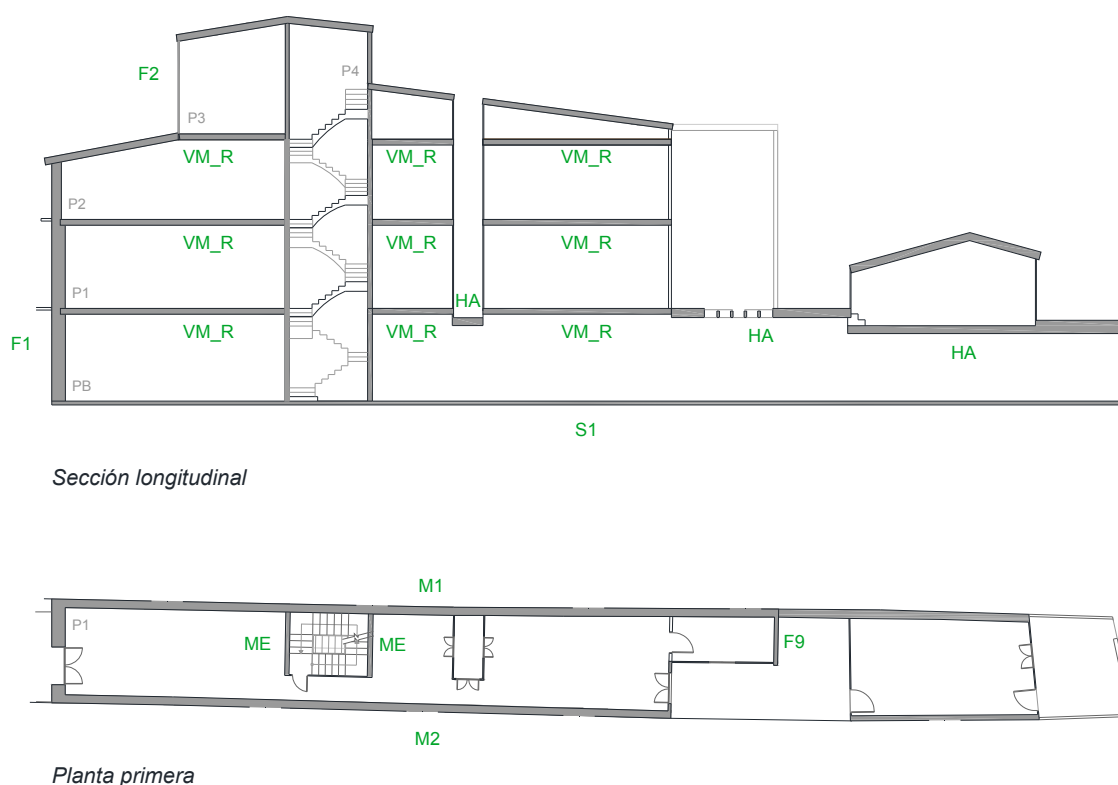 P4
F2
P3
VM_R VM_R VM_R
P2
VM_R VM_R VM_R
P1
HA
F1 VM_R VM_R VM_R HA
HA
PB
S1
Sección longitudinal
M1
P1
ME ME F9
M2
Planta primera